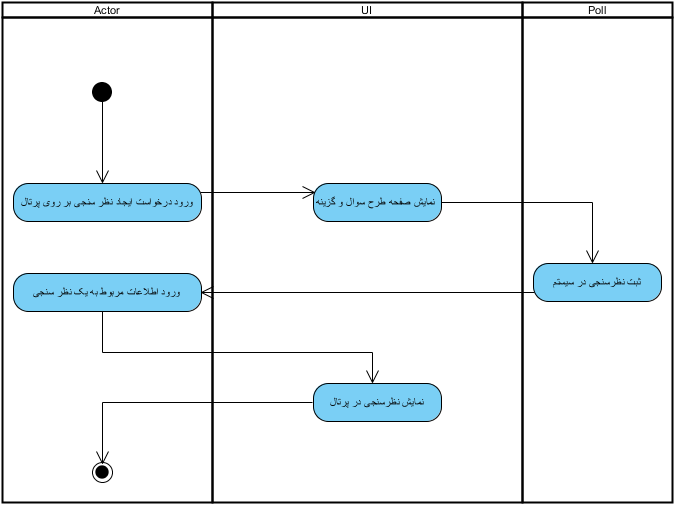 Actor
UI
Poll
ورود درخواست ایجاد نظر سنجی بر روی پرتال
نمایش صفحه طرح سوال و گزینه
ثبت نظرسنجی در سیستم
ورود اطلاعات مربوط به یک نظر سنجی
نمایش نظرسنجی در پرتال